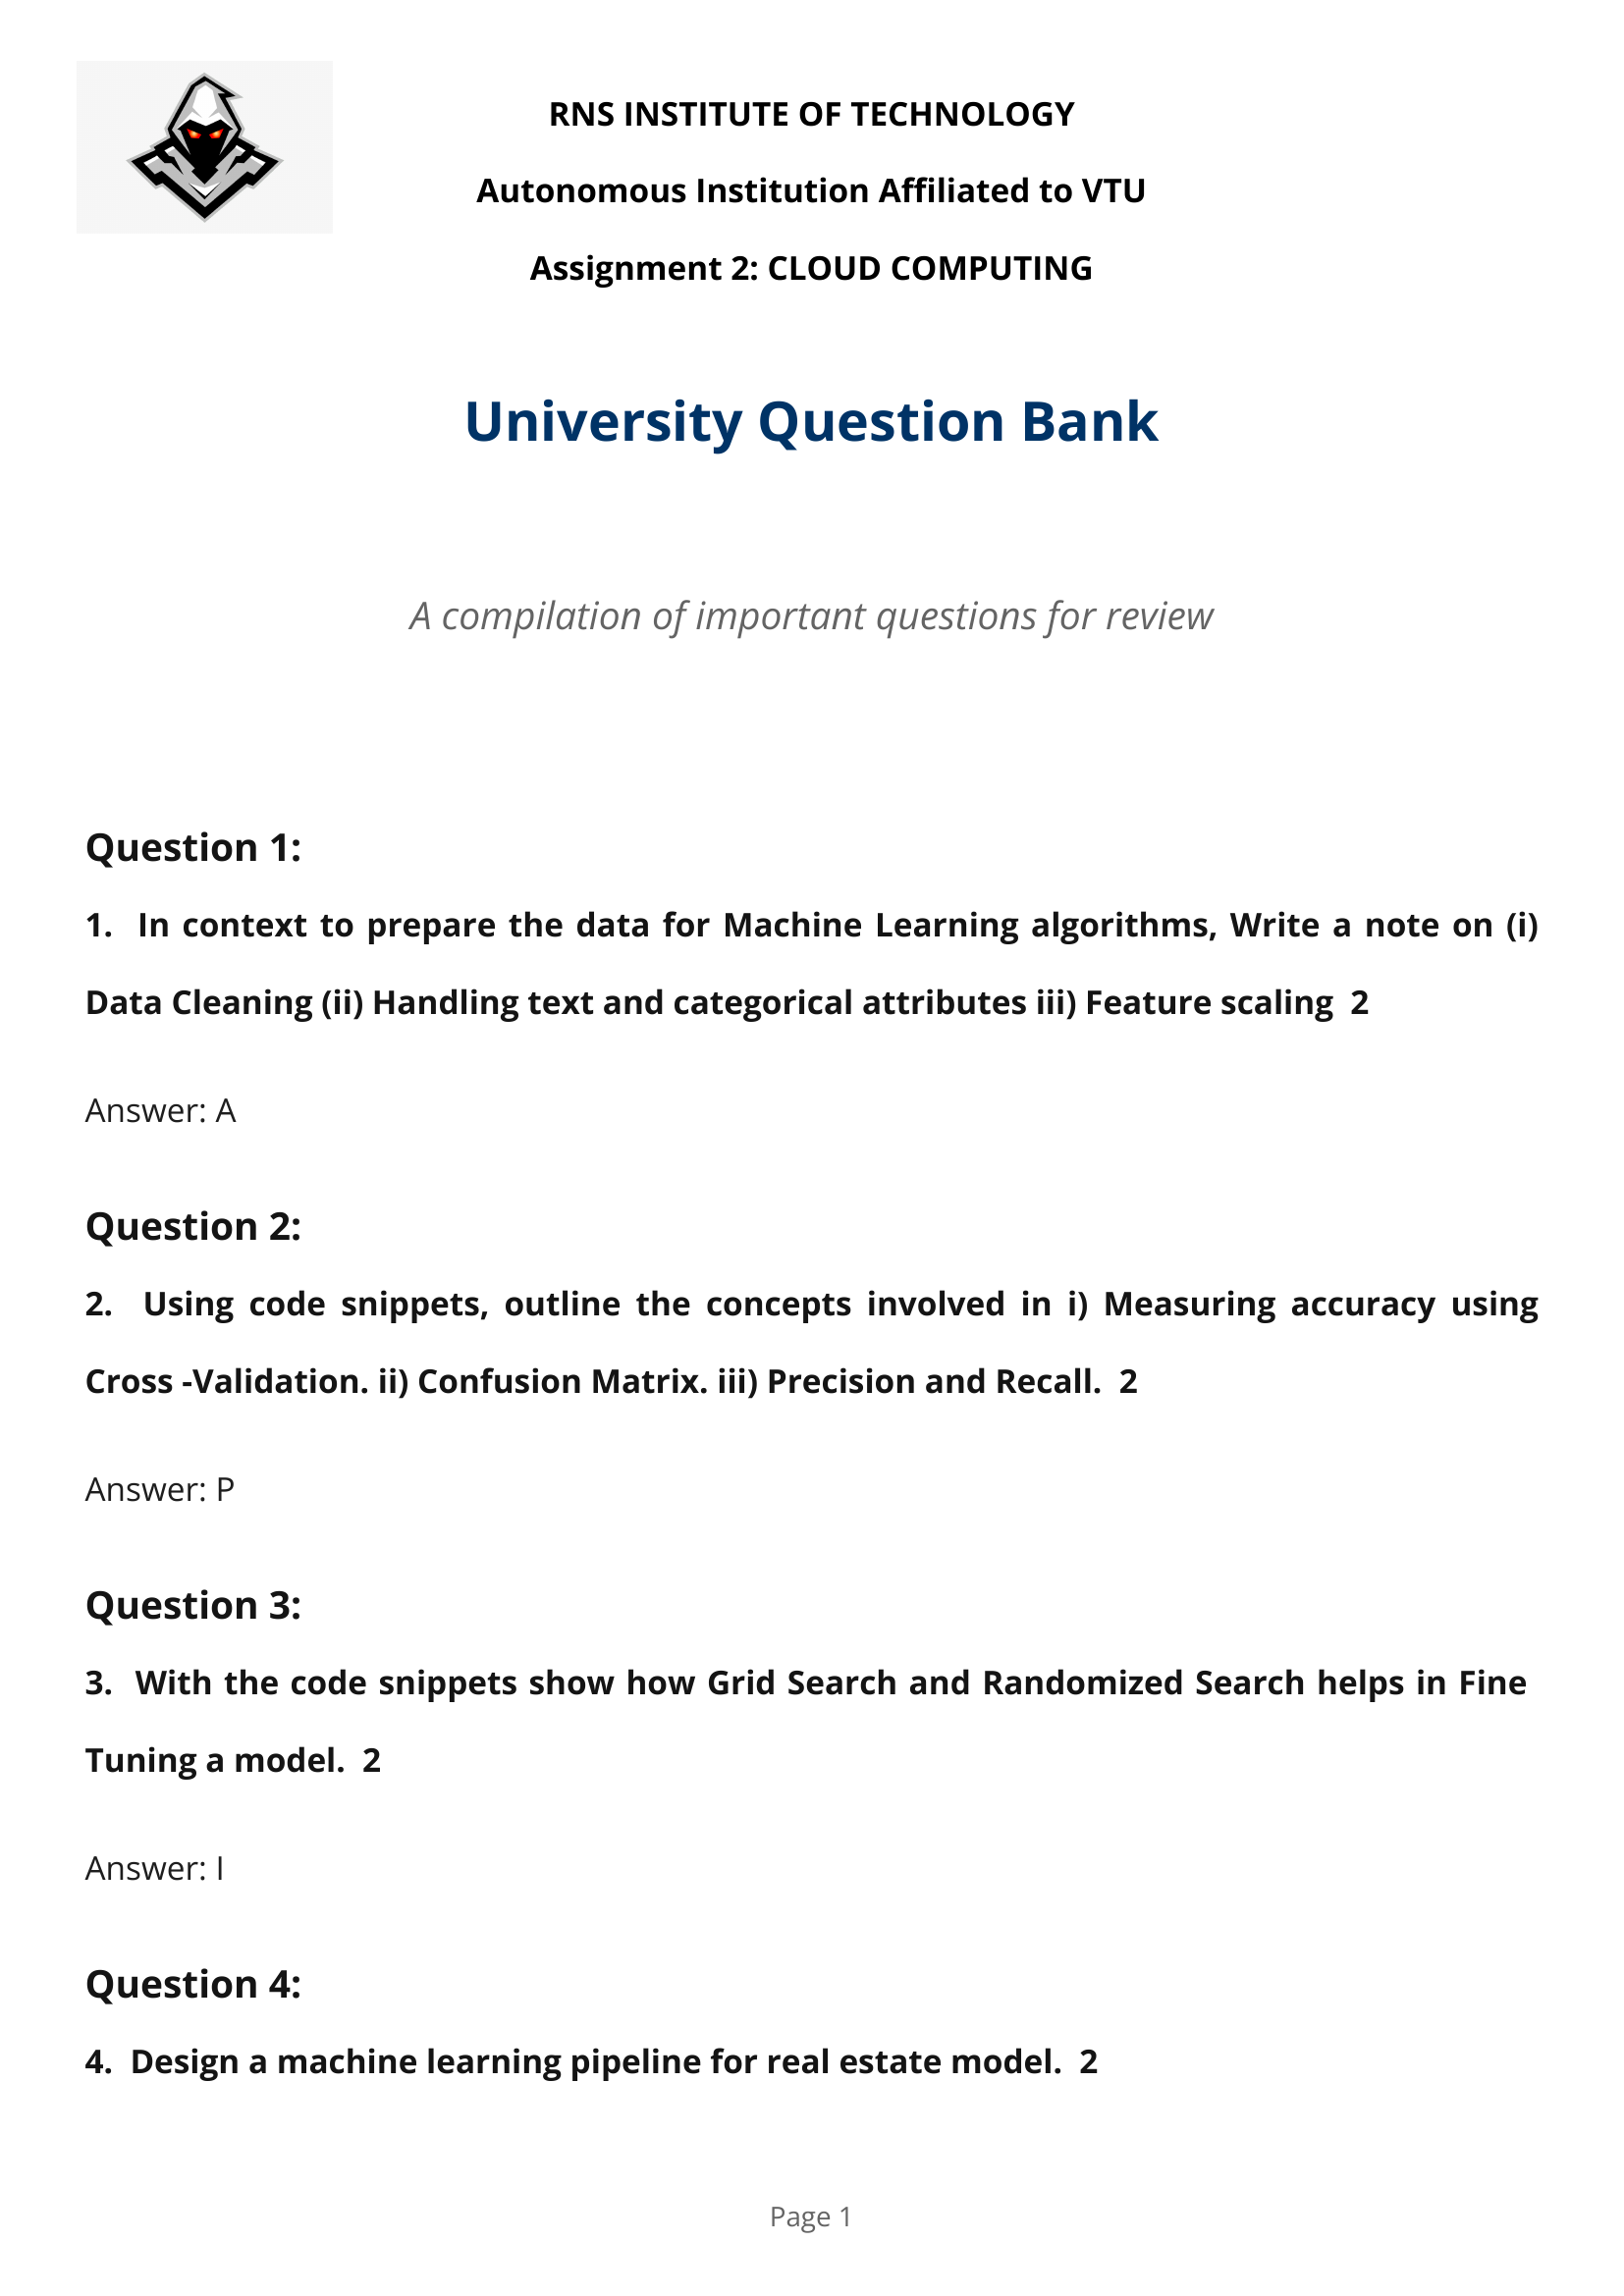 RNS INSTITUTE OF TECHNOLOGY
Autonomous Institution Affiliated to VTU
Assignment 2: CLOUD COMPUTING
University Question Bank
A compilation of important questions for review
Question 1:
1. In context to prepare the data for Machine Learning algorithms, Write a note on (i)
Data Cleaning (ii) Handling text and categorical attributes iii) Feature scaling 2
Answer: A
Question 2:
2. Using code snippets, outline the concepts involved in i) Measuring accuracy using
Cross -Validation. ii) Confusion Matrix. iii) Precision and Recall. 2
Answer: P
Question 3:
3. With the code snippets show how Grid Search and Randomized Search helps in Fine
Tuning a model. 2
Answer: I
Question 4:
4. Design a machine learning pipeline for real estate model. 2
Page 1